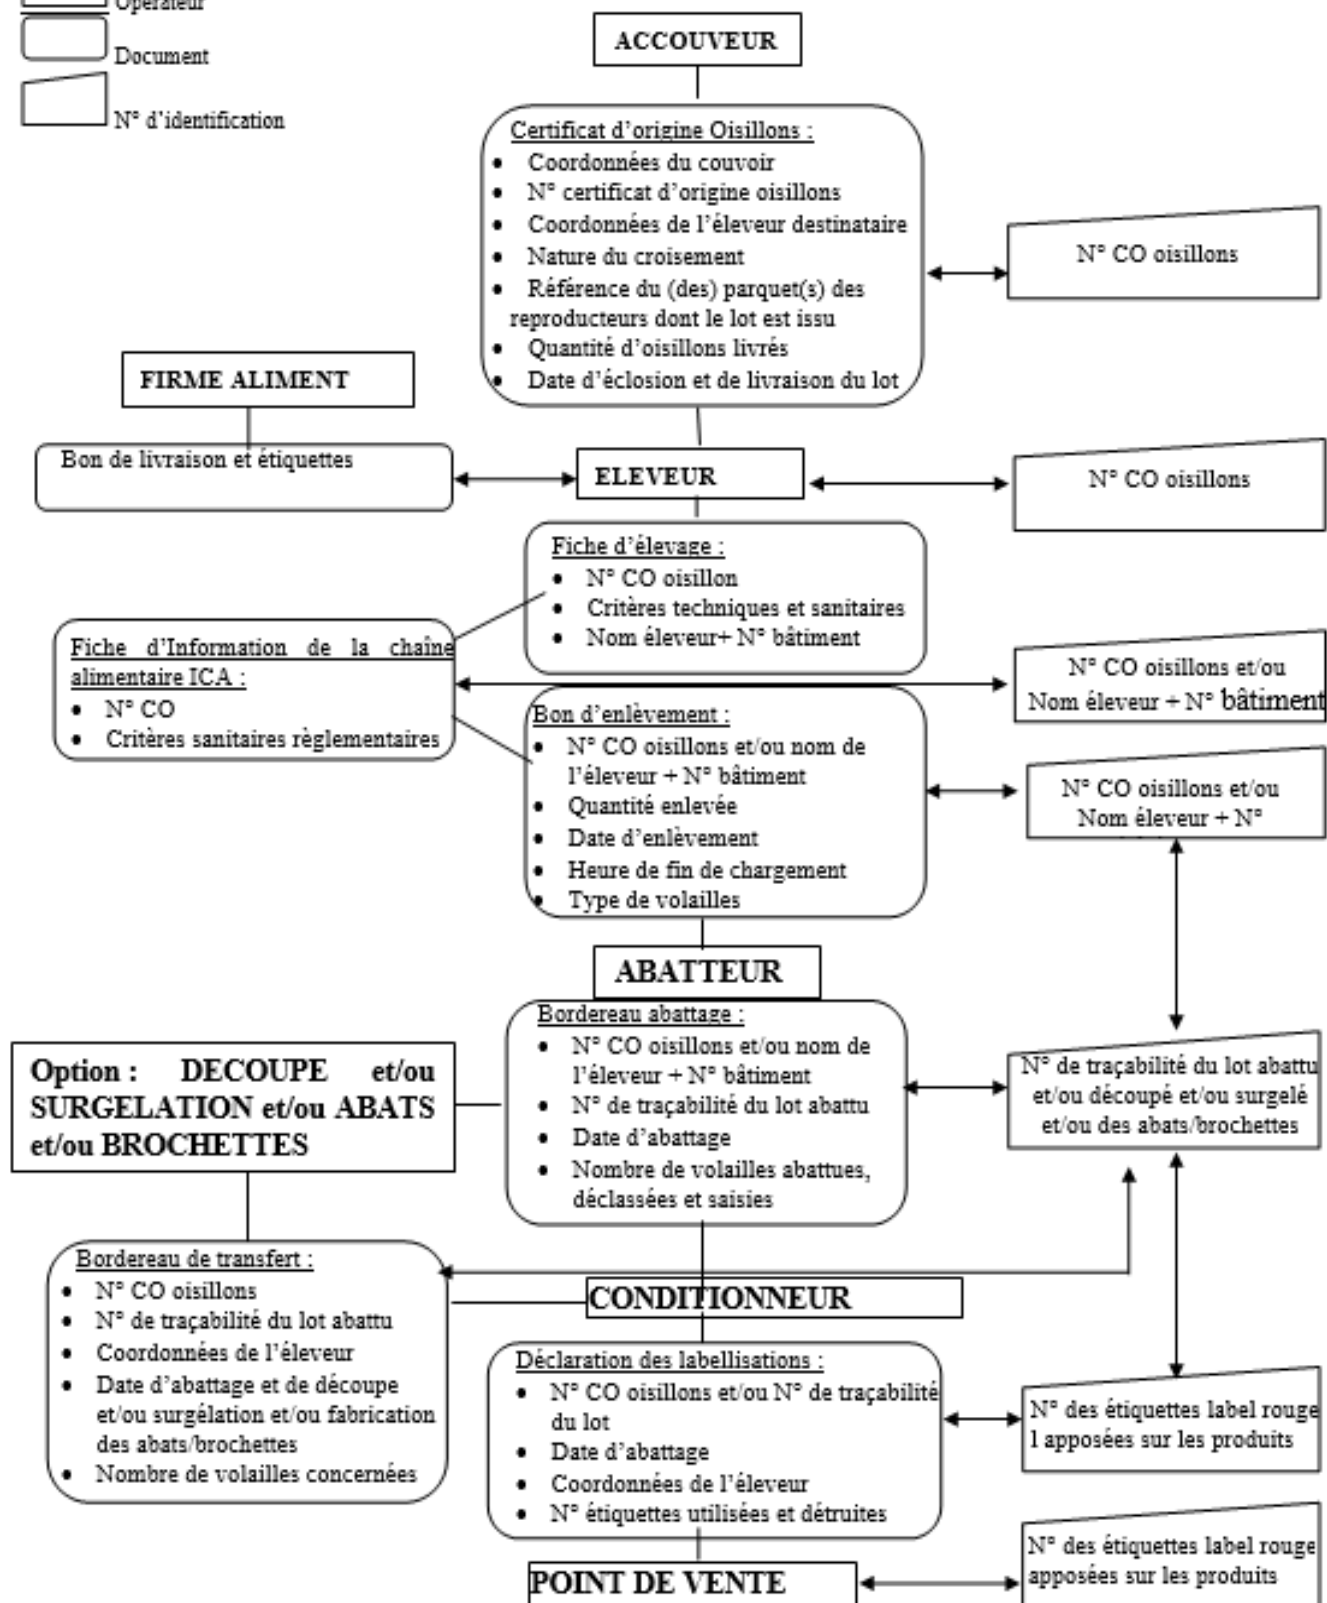 Opérateur
Document
N° d'identification
ACCOUVEUR
Certificat d'origine Oisillons :
• Coordonnées du couvoir
• N° certificat d'origine oisillons
• Coordonnées de l'éleveur destinataire
• Nature du croisement
• Référence du (des) parquet(s) des
reproducteurs dont le lot est issu
• Quantité d'oisillons livrés
• Date d'éclosion et de livraison du lot
N° CO oisillons
FIRME ALIMENT
Bon de livraison et étiquettes
ELEVEUR
N° CO oisillons
Fiche d'élevage :
• N° CO oisillon
• Critères techniques et sanitaires
• Nom éleveur+ N° bâtiment
Fiche d'Information de la chaîne
alimentaire ICA :
• N° CO
• Critères sanitaires règlementaires
N° CO oisillons et/ou
Nom éleveur + N° bâtiment
Bon d'enlèvement :
• N° CO oisillons et/ou nom de
l'éleveur + N° bâtiment
• Quantité enlevée
• Date d'enlèvement
• Heure de fin de chargement
• Type de volailles
N° CO oisillons et/ou
Nom éleveur + N°
ABATTEUR
Bordereau abattage :
• N° CO oisillons et/ou nom de
l'éleveur + N° bâtiment
• N° de traçabilité du lot abattu
• Date d'abattage
• Nombre de volailles abattues,
déclassées et saisies
Option : DECOUPE et/ou
SURGELATION et/ou ABATS
et/ou BROCHETTES
N° de traçabilité du lot abattu
et/ou découpé et/ou surgelé
et/ou des abats/brochettes
Bordereau de transfert :
• N° CO oisillons
• N° de traçabilité du lot abattu
• Coordonnées de l'éleveur
• Date d'abattage et de découpe
et/ou surgélation et/ou fabrication
des abats/brochettes
• Nombre de volailles concernées
CONDITIONNEUR
Déclaration des labellisations :
• N° CO oisillons et/ou N° de traçabilité
du lot
• Date d'abattage
• Coordonnées de l'éleveur
• N° étiquettes utilisées et détruites
N° des étiquettes label rouge
l apposées sur les produits
POINT DE VENTE
N° des étiquettes label rouge
apposées sur les produits